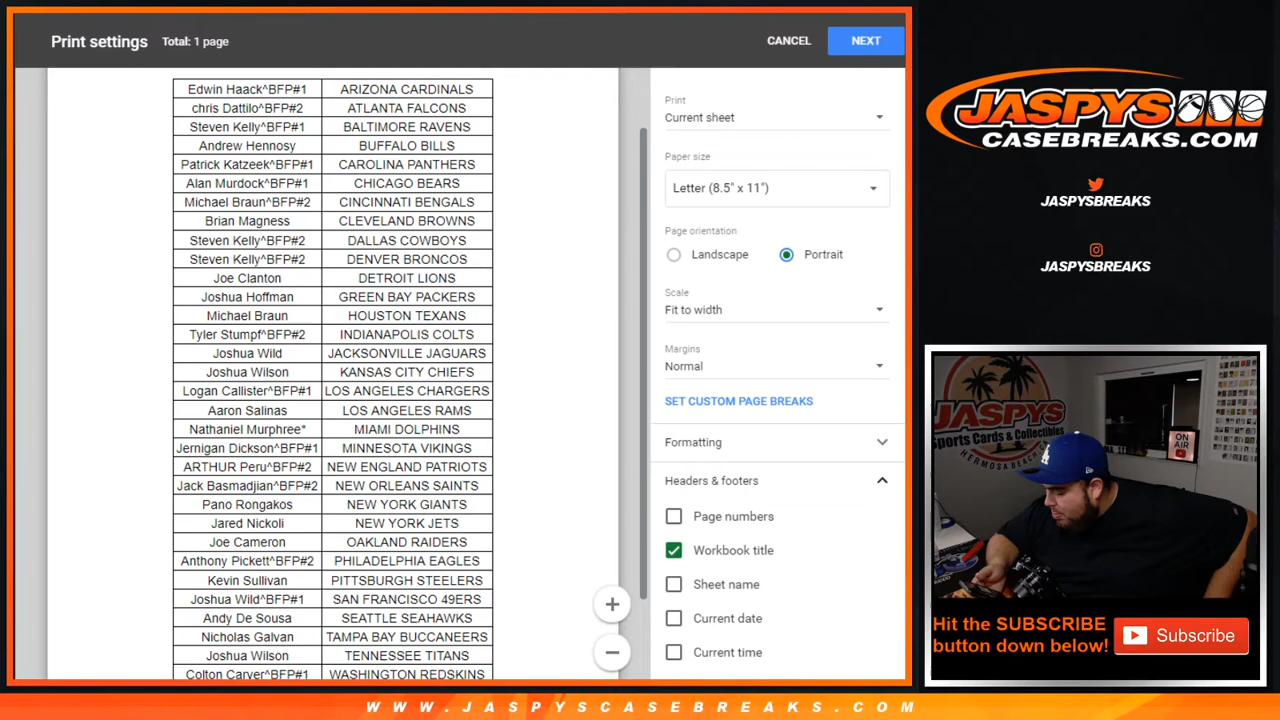 Print settings Total: 1 page CANCEL NEXT
Edwin Haack^BFP#1 ARIZONA CARDINALS
chris Dattilo^BFP#2 ATLANTA FALCONS
Steven Kelly^BFP#1 BALTIMORE RAVENS
Andrew Hennosy BUFFALO BILLS
Patrick Katzeek^BFP#1 CAROLINA PANTHERS
Alan Murdock^BFP#1 CHICAGO BEARS
Michael Braun^BFP#2 CINCINNATI BENGALS
Brian Magness CLEVELAND BROWNS
Steven Kelly^BFP#2 DALLAS COWBOYS
Steven Kelly^BFP#2 DENVER BRONCOS
Joe Clanton DETROIT LIONS
Joshua Hoffman GREEN BAY PACKERS
Michael Braun HOUSTON TEXANS
Tyler Stumpf^BFP#2 INDIANAPOLIS COLTS
Joshua Wild JACKSONVILLE JAGUARS
Joshua Wilson KANSAS CITY CHIEFS
Logan Callister^BFP#1 LOS ANGELES CHARGERS
Aaron Salinas LOS ANGELES RAMS
Nathaniel Murphree* MIAMI DOLPHINS
Jernigan Dickson^BFP#1 MINNESOTA VIKINGS
ARTHUR Peru^BFP#2 NEW ENGLAND PATRIOTS
Jack Basmadjian^BFP#2 NEW ORLEANS SAINTS
Pano Rongakos NEW YORK GIANTS
Jared Nickoli NEW YORK JETS
Joe Cameron OAKLAND RAIDERS
Anthony Pickett^BFP#2 PHILADELPHIA EAGLES
Kevin Sullivan PITTSBURGH STEELERS
Joshua Wild^BFP#1 SAN FRANCISCO 49ERS
Andy De Sousa SEATTLE SEAHAWKS
Nicholas Galvan TAMPA BAY BUCCANEERS
Joshua Wilson TENNESSEE TITANS
Colton Carver^BFP#1 WASHINGTON REDSKINS
Print
Current sheet
Paper size
Letter (8.5" x 11")
Page orientation
Landscape Portrait
Scale
Fit to width
Margins
Normal
SET CUSTOM PAGE BREAKS
Formatting
Headers & footers
Page numbers
Workbook title
Sheet name
Current date
Current time
JASPYS
CASEBREAKS.COM
JASPYSBREAKS
JASPYSBREAKS
JASPYS
Sports Cards & Collectibles
HERMOSA BEACH
ON
AIR
Hit the SUBSCRIBE
button down below!
Subscribe
WWW.JASPYSCASEBREAKS.COM